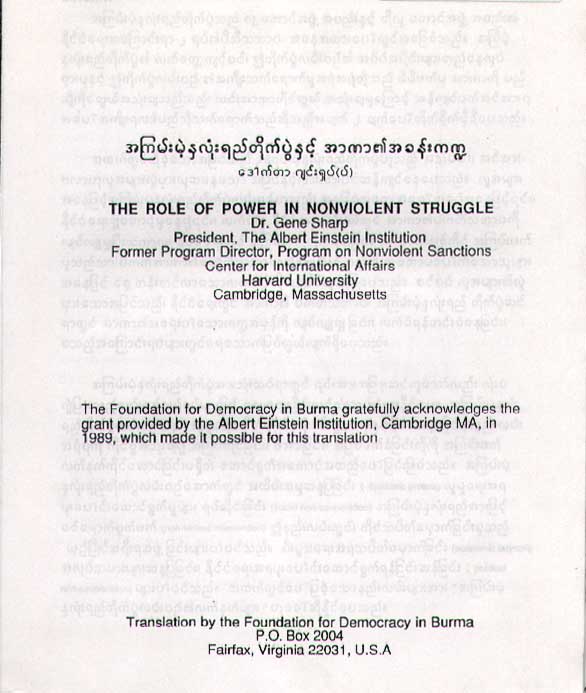 အကြမ်းမဲ့နှလုံးရည်တိုက်ပွဲနှင့် အာဏာ၏အခန်းကဏ္ဍ
ဒေါက်တာ ဂျင်းရှပ်(ပ်)
THE ROLE OF POWER IN NONVIOLENT STRUGGLE
Dr. Gene Sharp
President, The Albert Einstein Institution
Former Program Director, Program on Nonviolent Sanctions
Center for International Affairs
Harvard University
Cambridge, Massachusetts
The Foundation for Democracy in Burma gratefully acknowledges the
grant provided by the Albert Einstein Institution, Cambridge MA, in
1989, which made it possible for this translation
Translation by the Foundation for Democracy in Burma
P.O. Box 2004
Fairfax, Virginia 22031, U.S.A